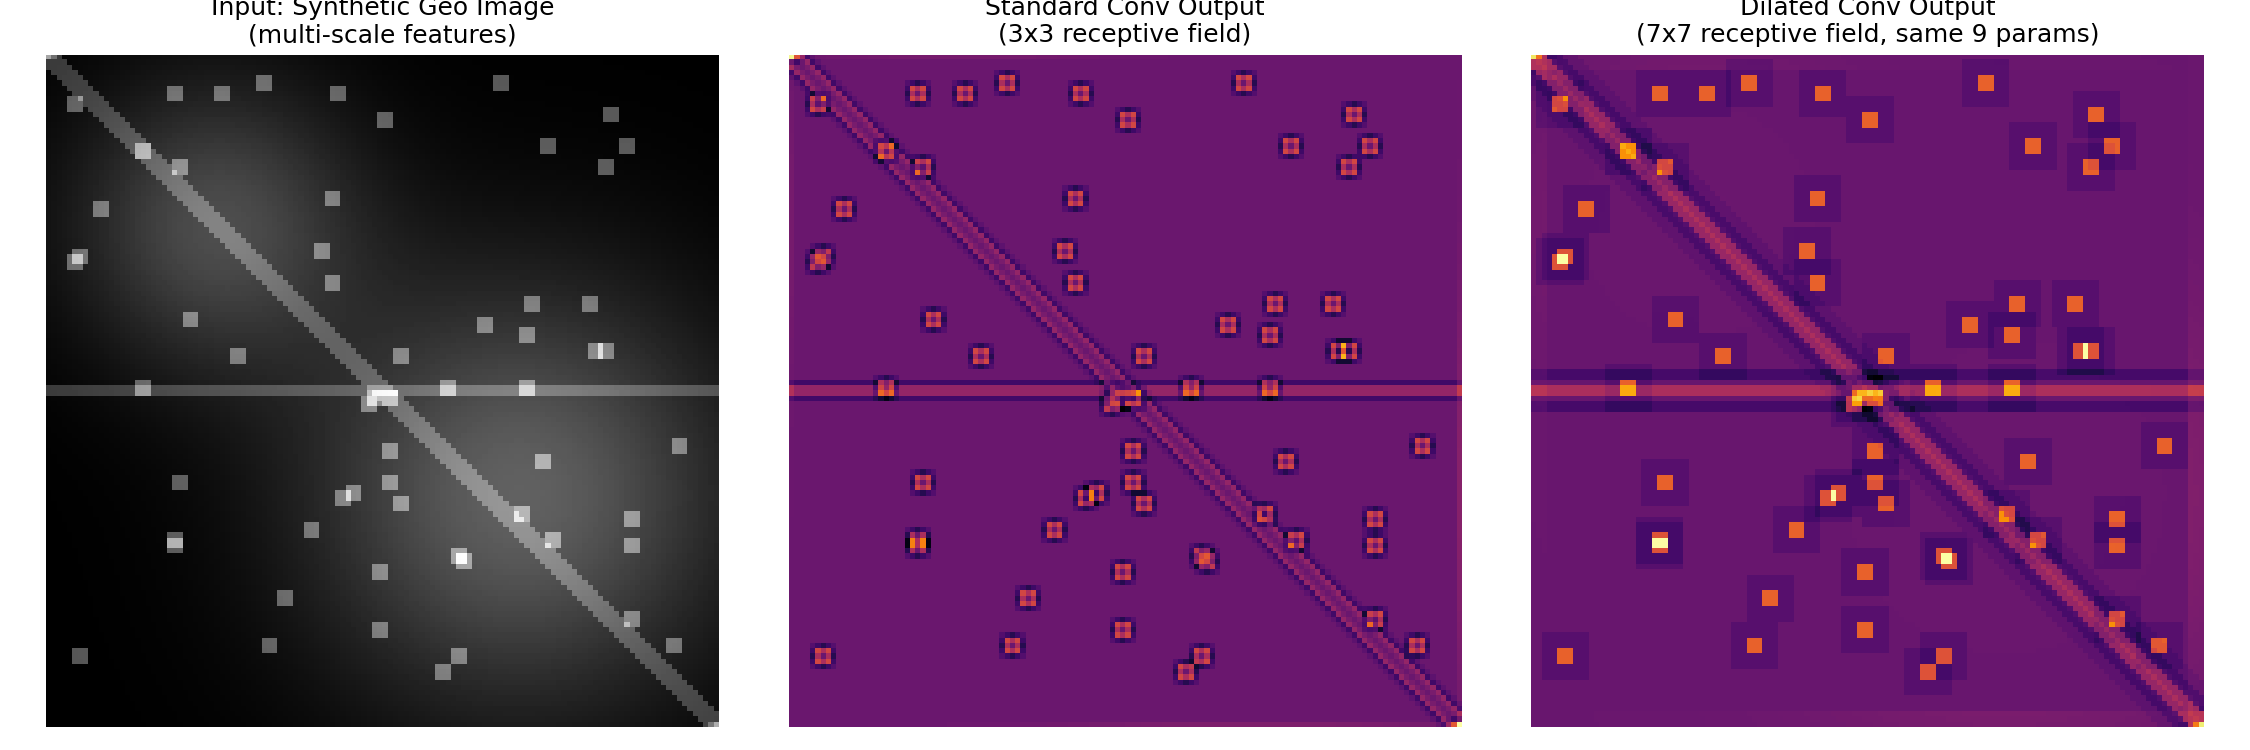 Input: Synthetic Geo Image
(multi-scale features)
Standard Conv Output
(3x3 receptive field)
Dilated Conv Output
(7x7 receptive field, same 9 params)